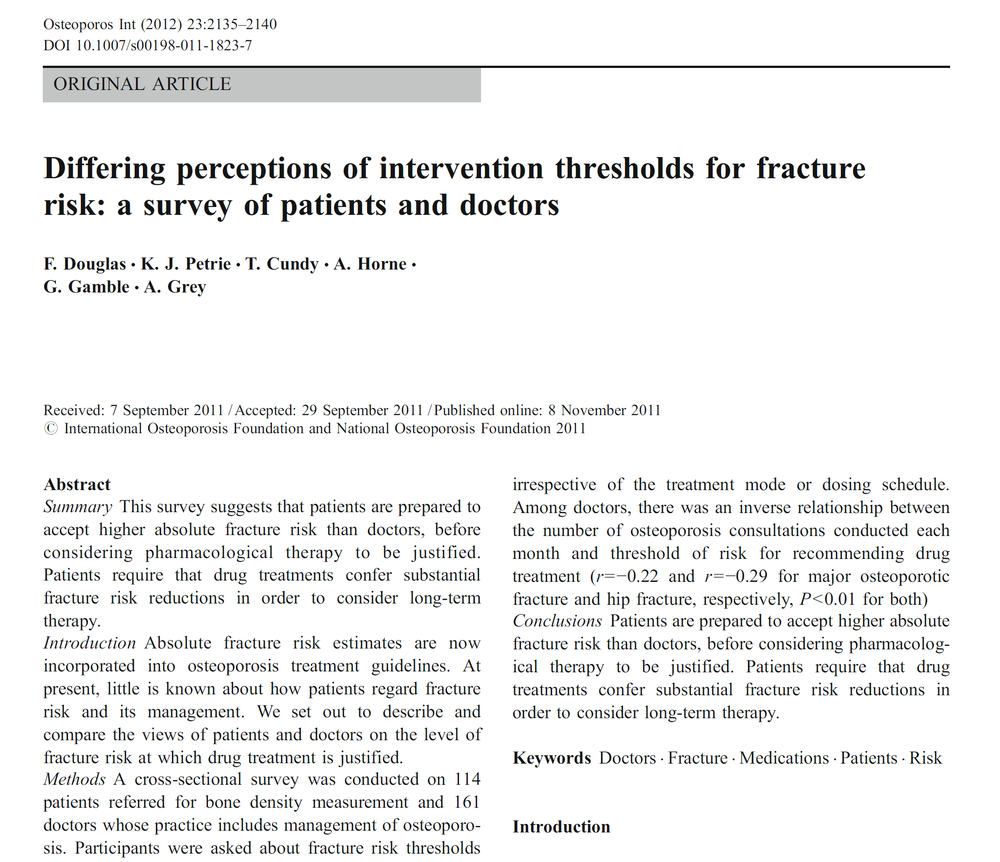 Osteoporos Int (2012) 23:2135–2140
DOI 10.1007/s00198-011-1823-7
ORIGINAL ARTICLE
Differing perceptions of intervention thresholds for fracture
risk: a survey of patients and doctors
F. Douglas · K. J. Petrie · T. Cundy · A. Horne ·
G. Gamble · A. Grey
Received: 7 September 2011 / Accepted: 29 September 2011 / Published online: 8 November 2011
© International Osteoporosis Foundation and National Osteoporosis Foundation 2011
Abstract
Summary This survey suggests that patients are prepared to
accept higher absolute fracture risk than doctors, before
considering pharmacological therapy to be justified.
Patients require that drug treatments confer substantial
fracture risk reductions in order to consider long-term
therapy.
Introduction Absolute fracture risk estimates are now
incorporated into osteoporosis treatment guidelines. At
present, little is known about how patients regard fracture
risk and its management. We set out to describe and
compare the views of patients and doctors on the level of
fracture risk at which drug treatment is justified.
Methods A cross-sectional survey was conducted on 114
patients referred for bone density measurement and 161
doctors whose practice includes management of osteoporo-
sis. Participants were asked about fracture risk thresholds
irrespective of the treatment mode or dosing schedule.
Among doctors, there was an inverse relationship between
the number of osteoporosis consultations conducted each
month and threshold of risk for recommending drug
treatment (r=−0.22 and r=−0.29 for major osteoporotic
fracture and hip fracture, respectively, P<0.01 for both)
Conclusions Patients are prepared to accept higher absolute
fracture risk than doctors, before considering pharmacolog-
ical therapy to be justified. Patients require that drug
treatments confer substantial fracture risk reductions in
order to consider long-term therapy.
Keywords Doctors · Fracture · Medications · Patients · Risk
Introduction